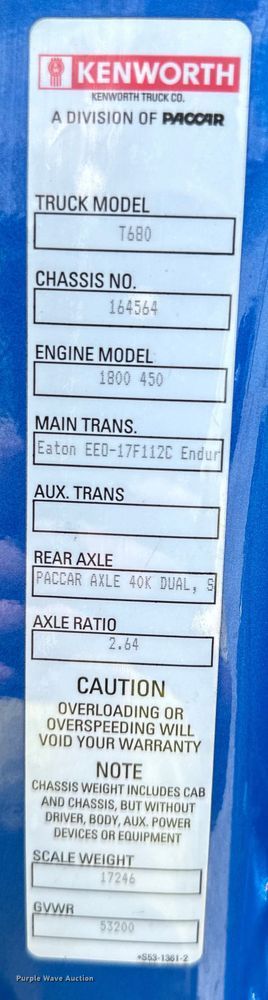 KENWORTH
KENWORTH TRUCK CO.
A DIVISION OF PACCAR
TRUCK MODEL
T680
CHASSIS NO.
164564
ENGINE MODEL
1800 450
MAIN TRANS.
Eaton EEO-17F112C Endur
AUX. TRANS
REAR AXLE
PACCAR AXLE 40K DUAL, S
AXLE RATIO
2.64
CAUTION
OVERLOADING OR
OVERSPEEDING WILL
VOID YOUR WARRANTY
NOTE
CHASSIS WEIGHT INCLUDES CAB
AND CHASSIS, BUT WITHOUT
DRIVER, BODY, AUX. POWER
DEVICES OR EQUIPMENT
SCALE WEIGHT
17246
GVWR
53200
*S53-1361-2
Purple Wave Auction